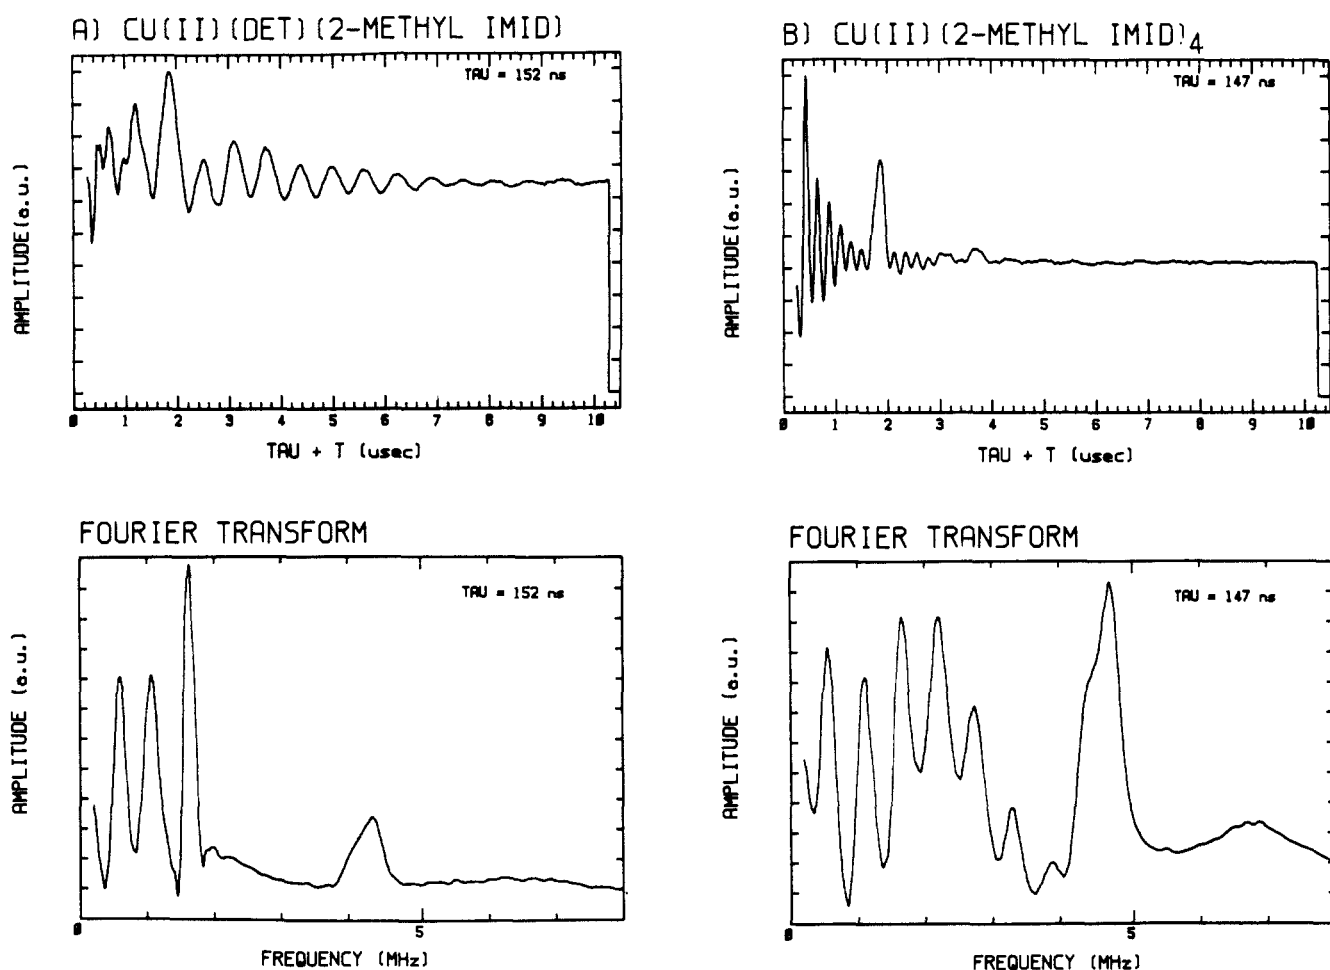 A) CU(II)(DET)(2-METHYL IMID)
TAU = 152 ns
AMPLITUDE(a.u.)
0 1 2 3 4 5 6 7 8 9 10
TAU + T (usec)
B) CU(II)(2-METHYL IMID)4
TAU = 147 ns
AMPLITUDE(a.u.)
0 1 2 3 4 5 6 7 8 9 10
TAU + T (usec)
FOURIER TRANSFORM
TAU = 152 ns
AMPLITUDE (a.u.)
0 5
FREQUENCY (MHz)
FOURIER TRANSFORM
TAU = 147 ns
AMPLITUDE (a.u.)
0 5
FREQUENCY (MHz)